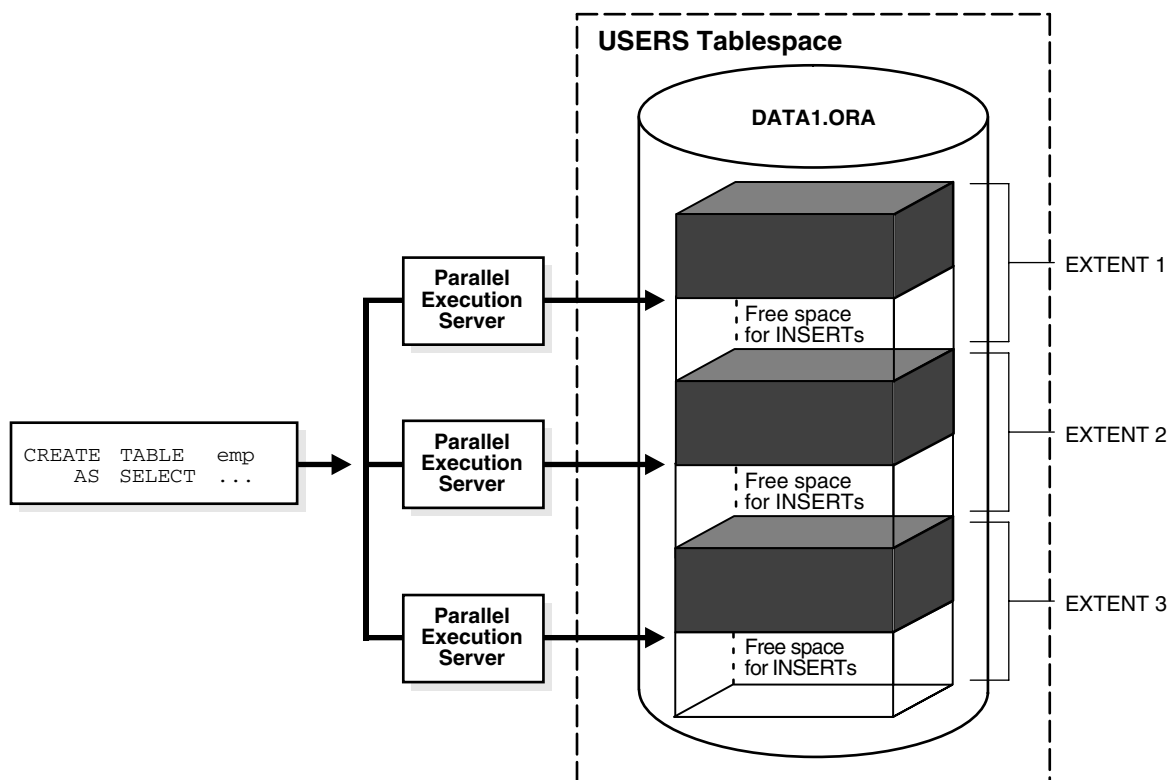 USERS Tablespace
DATA1.ORA
Parallel
Execution
Server
Free space
for INSERTs
EXTENT 1
CREATE TABLE emp
AS SELECT ...
Parallel
Execution
Server
Free space
for INSERTs
EXTENT 2
Parallel
Execution
Server
Free space
for INSERTs
EXTENT 3